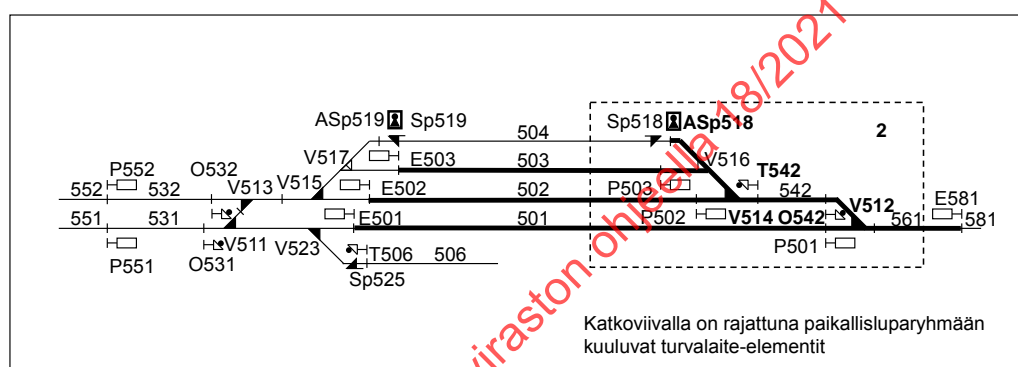 ASp519 Sp519 504 Sp518 ASp518 2
V517 E503 503 V516
P552 O532 T542
552 532 V513 V515 E502 502 P503 542 V512 E581
551 531 E501 501 P502 V514 O542 561 581
P551 O531 V511 V523 T506 506 P501
Sp525
Katkoviivalla on rajattuna paikallisluparyhmään
kuuluvat turvalaite-elementit
viraston ohjeella 18/2021